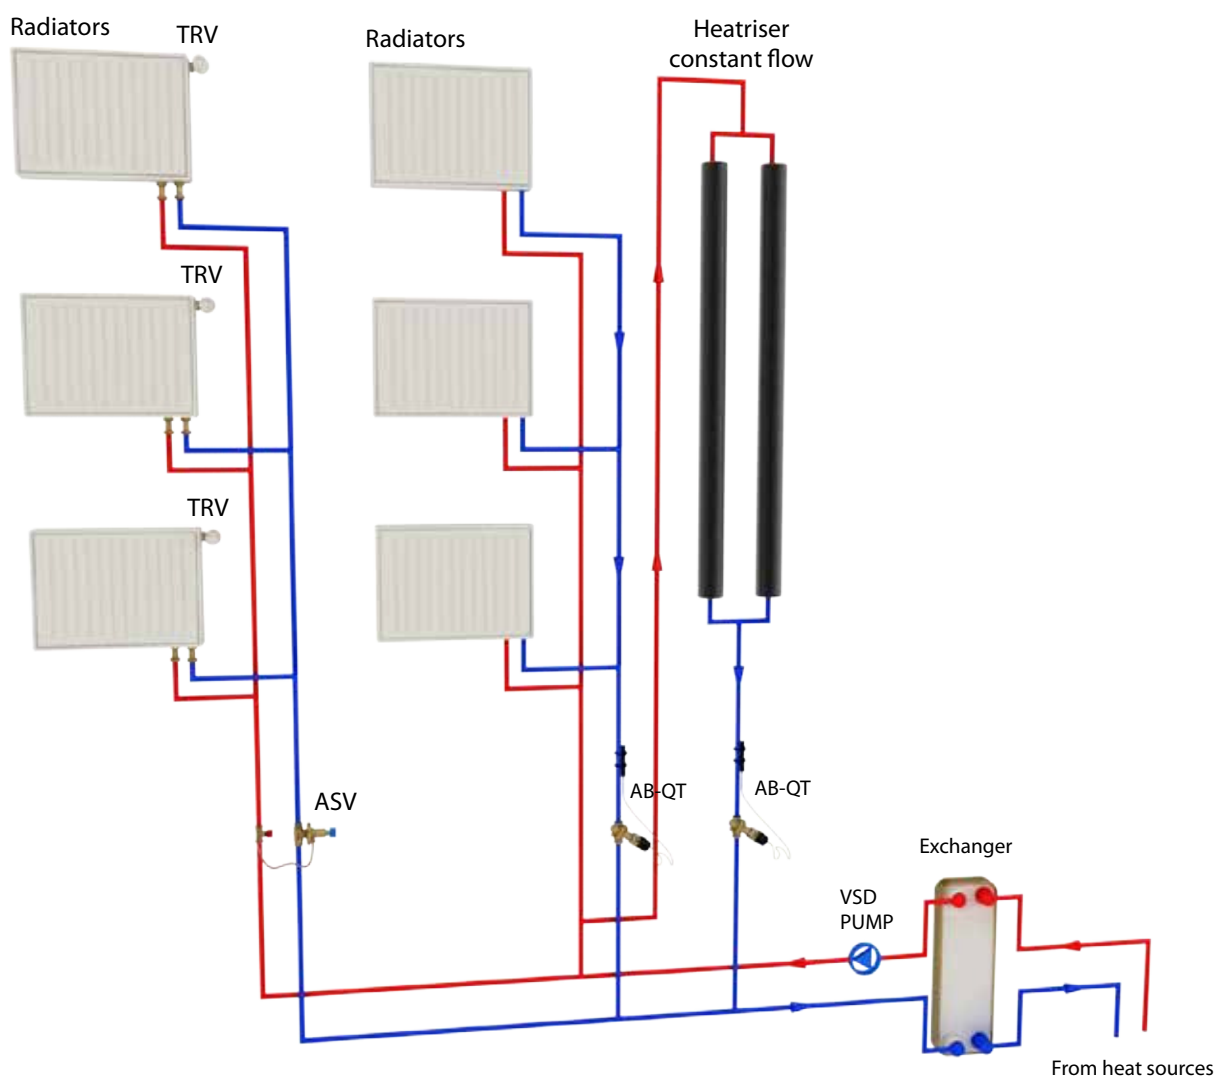 Radiators
TRV
Radiators
Heatriser
constant flow
TRV
TRV
ASV
AB-QT
AB-QT
Exchanger
VSD
PUMP
From heat sources